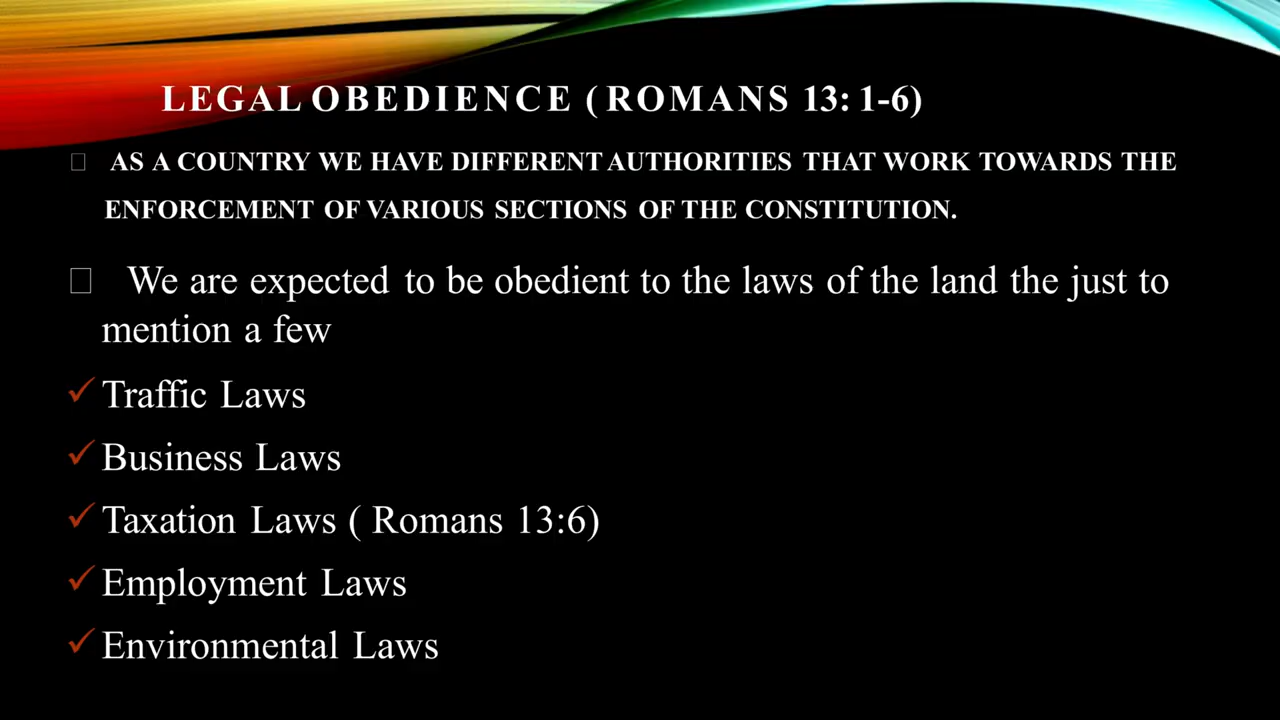 LEGAL OBEDIENCE ( ROMANS 13: 1-6)
AS A COUNTRY WE HAVE DIFFERENT AUTHORITIES THAT WORK TOWARDS THE
ENFORCEMENT OF VARIOUS SECTIONS OF THE CONSTITUTION.
We are expected to be obedient to the laws of the land the just to
mention a few
✓ Traffic Laws
✓ Business Laws
✓ Taxation Laws ( Romans 13:6)
✓ Employment Laws
✓ Environmental Laws